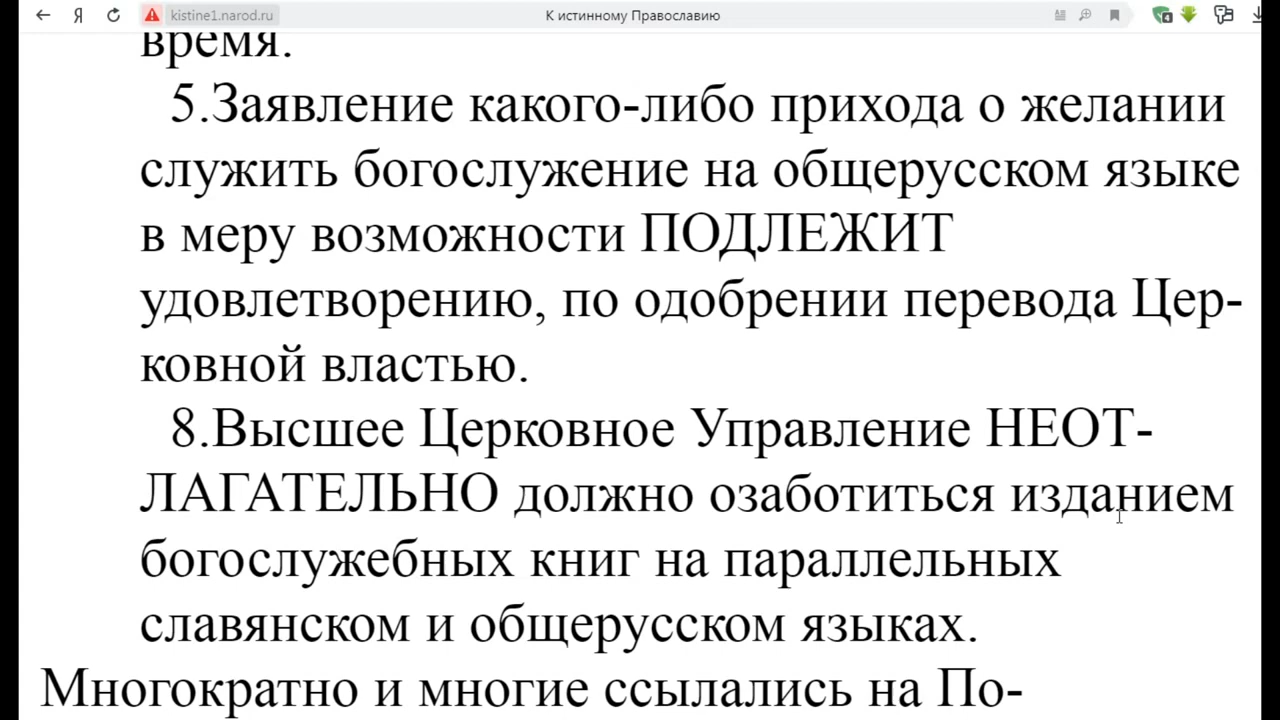 kistine1.narod.ru
К истинному Православию
время.
5.Заявление какого-либо прихода о желании
служить богослужение на общерусском языке
в меру возможности ПОДЛЕЖИТ
удовлетворению, по одобрении перевода Цер-
ковной властью.
8.Высшее Церковное Управление НЕОТ-
ЛАГАТЕЛЬНО должно озаботиться изданием
богослужебных книг на параллельных
славянском и общерусском языках.
Многократно и многие ссылались на По-